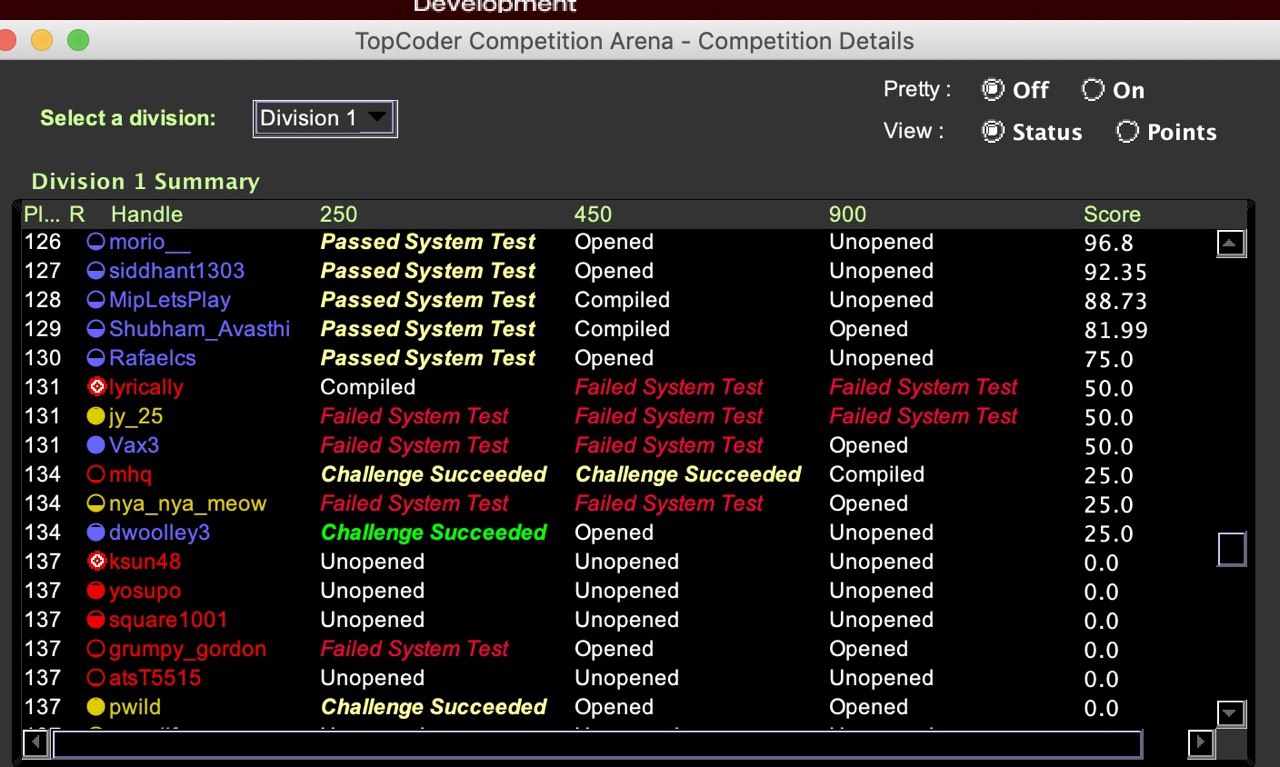 Development
TopCoder Competition Arena - Competition Details
Pretty : Off On
Select a division: Division 1
View : Status Points
Division 1 Summary
Pl... R Handle 250 450 900 Score
126 morio__ Passed System Test Opened Unopened 96.8
127 siddhant1303 Passed System Test Opened Unopened 92.35
128 MipLetsPlay Passed System Test Compiled Unopened 88.73
129 Shubham_Avasthi Passed System Test Compiled Opened 81.99
130 Rafaelcs Passed System Test Opened Unopened 75.0
131 lyrically Compiled Failed System Test Failed System Test 50.0
131 jy_25 Failed System Test Failed System Test Failed System Test 50.0
131 Vax3 Failed System Test Failed System Test Opened 50.0
134 mhq Challenge Succeeded Challenge Succeeded Compiled 25.0
134 nya_nya_meow Failed System Test Failed System Test Opened 25.0
134 dwoolley3 Challenge Succeeded Opened Unopened 25.0
137 ksun48 Unopened Unopened Unopened 0.0
137 yosupo Unopened Unopened Unopened 0.0
137 square1001 Unopened Unopened Unopened 0.0
137 grumpy_gordon Failed System Test Opened Opened 0.0
137 atsT5515 Unopened Unopened Unopened 0.0
137 pwild Challenge Succeeded Opened Opened 0.0